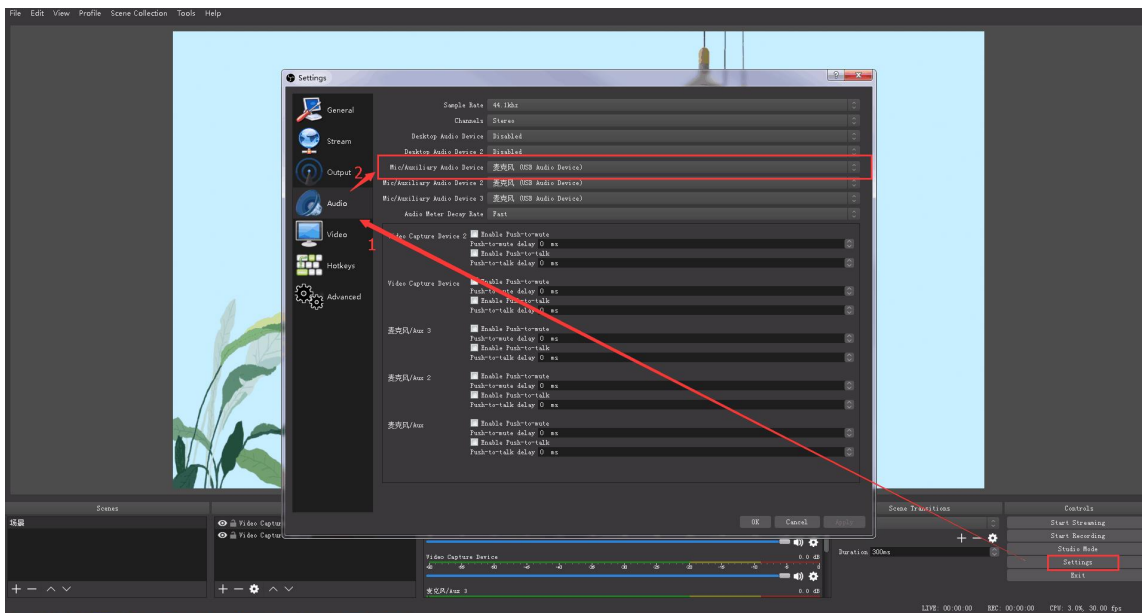 File Edit View Profile Scene Collection Tools Help
Settings
General
Stream
Output
Audio
Video
Hotkeys
Advanced
2
1
Sample Rate 44.1khz
Channels Stereo
Desktop Audio Device Disabled
Desktop Audio Device 2 Disabled
Mic/Auxiliary Audio Device 麦克风 (USB Audio Device)
Mic/Auxiliary Audio Device 2 麦克风 (USB Audio Device)
Mic/Auxiliary Audio Device 3 麦克风 (USB Audio Device)
Audio Meter Decay Rate Fast
Video Capture Device 2 Enable Push-to-mute
Push-to-mute delay 0 ms
Enable Push-to-talk
Push-to-talk delay 0 ms
Video Capture Device Enable Push-to-mute
Push-to-mute delay 0 ms
Enable Push-to-talk
Push-to-talk delay 0 ms
麦克风/Aux 3 Enable Push-to-mute
Push-to-mute delay 0 ms
Enable Push-to-talk
Push-to-talk delay 0 ms
麦克风/Aux 2 Enable Push-to-mute
Push-to-mute delay 0 ms
Enable Push-to-talk
Push-to-talk delay 0 ms
麦克风/Aux Enable Push-to-mute
Push-to-mute delay 0 ms
Enable Push-to-talk
Push-to-talk delay 0 ms
OK Cancel Apply
Scenes
场景
Video Captur
Video Captur
Video Capture Device 0.0 dB
麦克风/Aux 3 0.0 dB
Scene Transitions
Duration 300ms
Controls
Start Streaming
Start Recording
Studio Mode
Settings
Exit
LIVE: 00:00:00 REC: 00:00:00 CPU: 3.0%, 30.00 fps